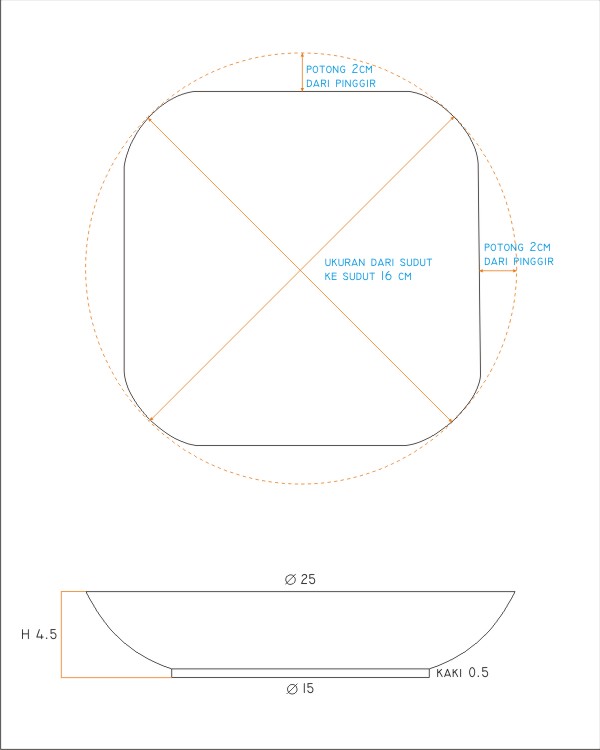 POTONG 2CM
DARI PINGGIR
POTONG 2CM
DARI PINGGIR
UKURAN DARI SUDUT
KE SUDUT 16 CM
Ø 25
H 4.5
KAKI 0.5
Ø 15